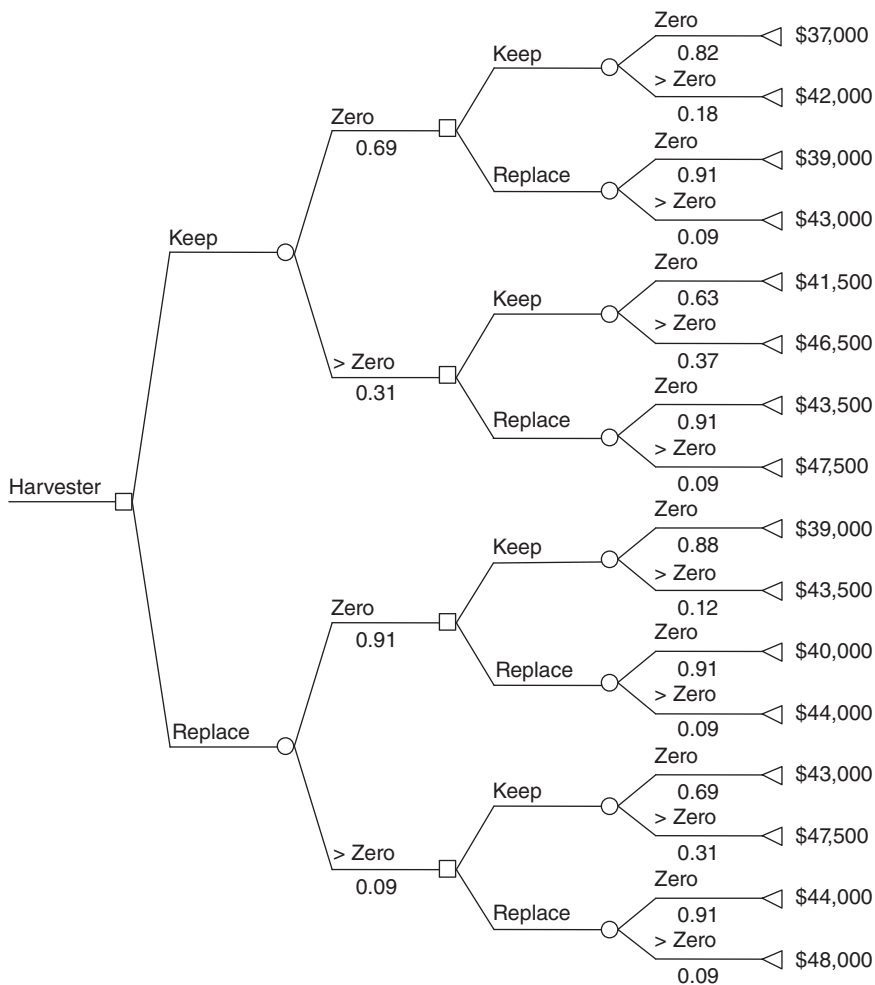 Zero
$37,000
Keep
0.82
> Zero
$42,000
0.18
Zero
0.69
Zero
$39,000
Replace
0.91
> Zero
$43,000
0.09
Keep
Zero
$41,500
Keep
0.63
> Zero
$46,500
0.37
> Zero
0.31
Zero
$43,500
Replace
0.91
> Zero
$47,500
0.09
Harvester
Zero
$39,000
Keep
0.88
> Zero
$43,500
0.12
Zero
0.91
Zero
$40,000
Replace
0.91
> Zero
$44,000
0.09
Replace
Zero
$43,000
Keep
0.69
> Zero
$47,500
0.31
> Zero
0.09
Zero
$44,000
Replace
0.91
> Zero
$48,000
0.09